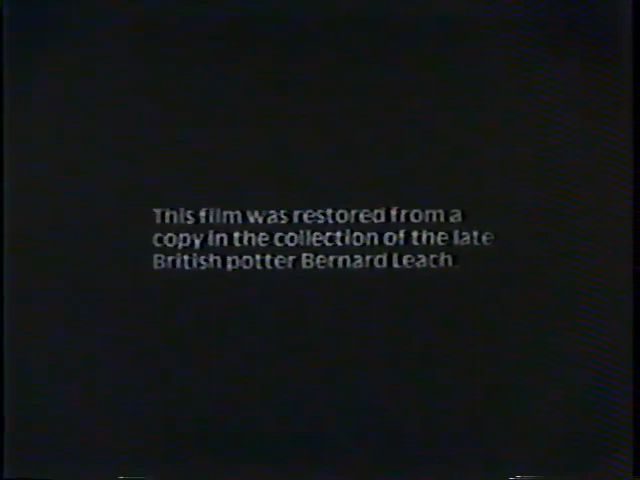 This film was restored from a
copy in the collection of the late
British potter Bernard Leach.